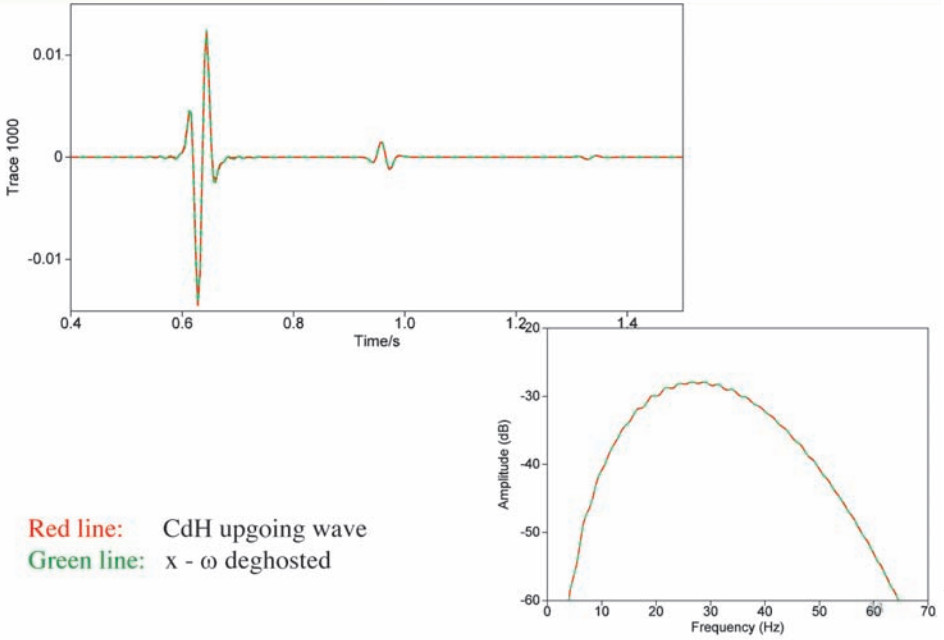 0.01
Trace 1000
0
-0.01
0.4 0.6 0.8 1.0 1.2 1.4
Time/s
-20
-30
Amplitude (dB)
-40
-50
-60
0 10 20 30 40 50 60 70
Frequency (Hz)
Red line: CdH upgoing wave
Green line: x - ω deghosted